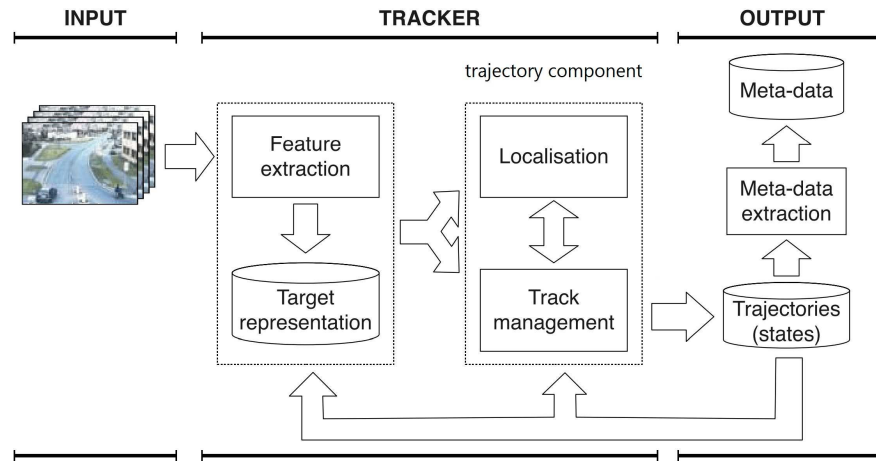 INPUT
TRACKER
OUTPUT
trajectory component
Feature
extraction
Target
representation
Localisation
Track
management
Meta-data
Meta-data
extraction
Trajectories
(states)